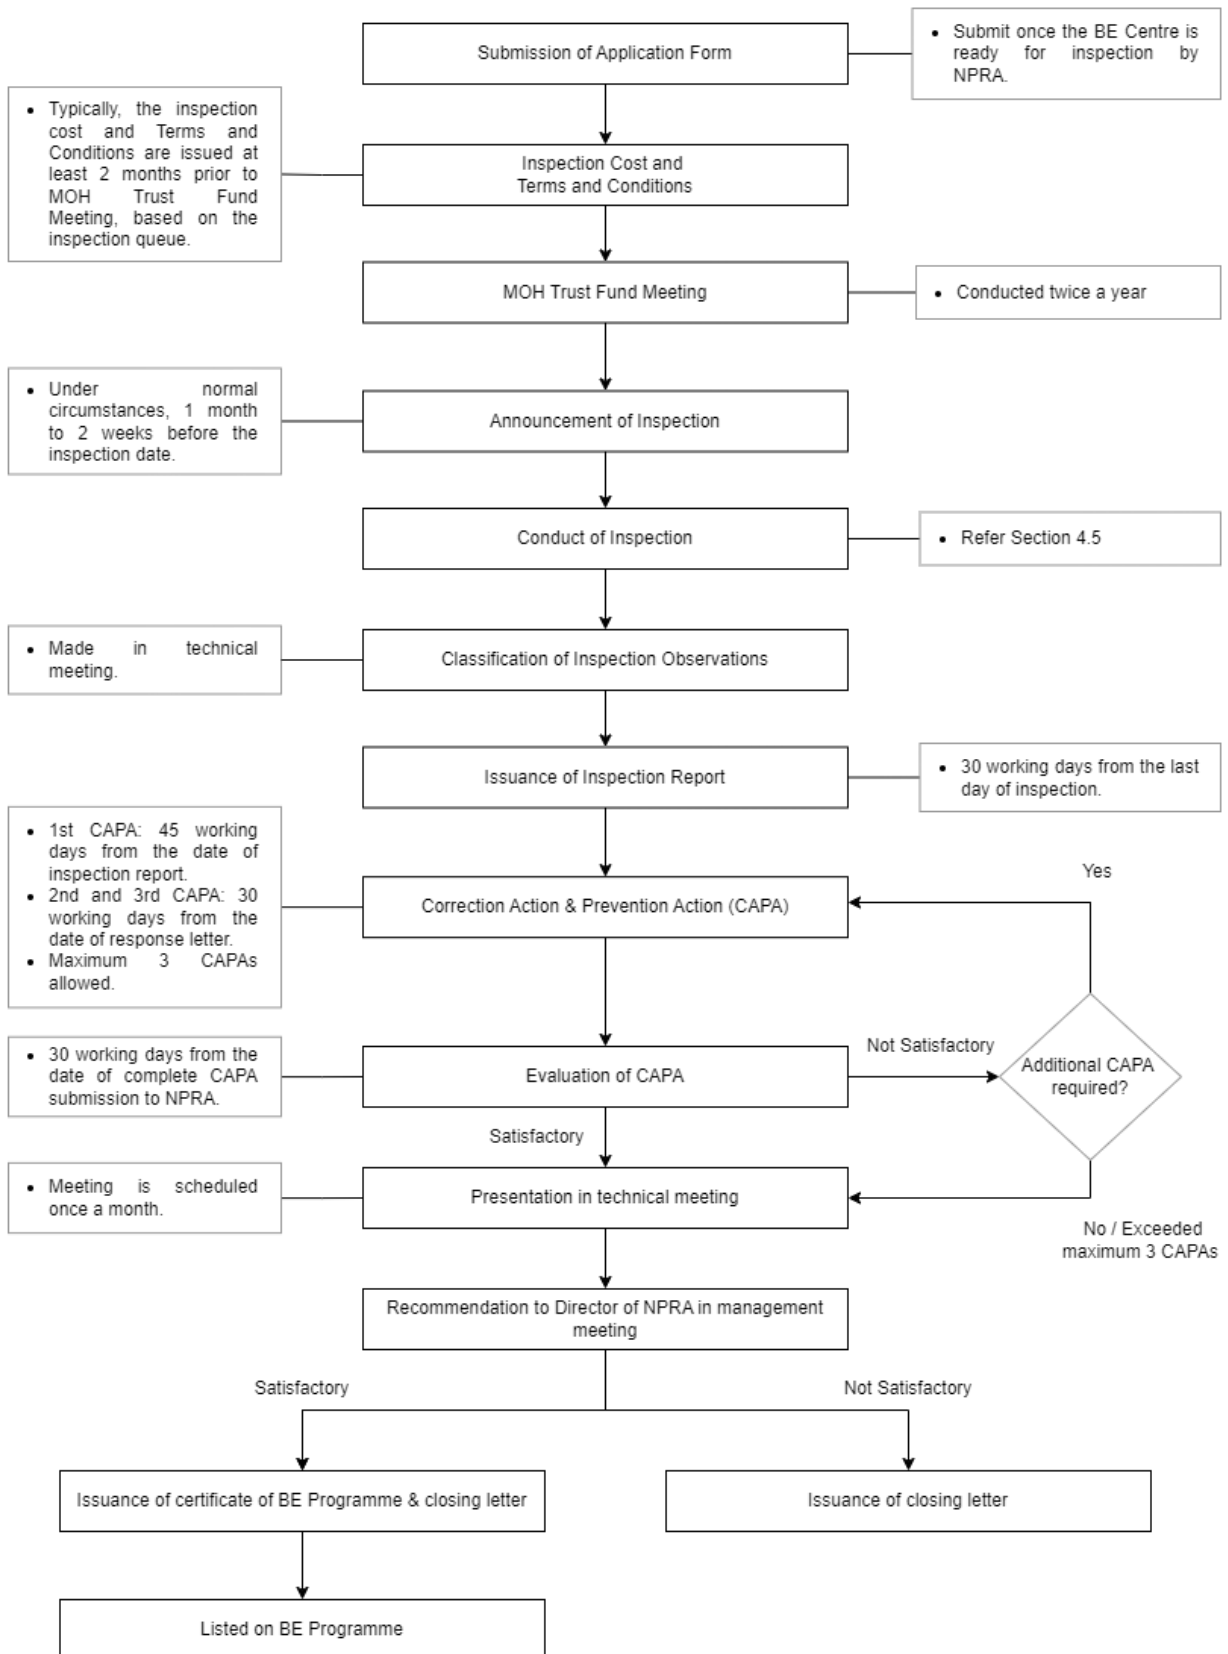 Submission of Application Form
• Submit once the BE Centre is
ready for inspection by
NPRA.
• Typically, the inspection
cost and Terms and
Conditions are issued at
least 2 months prior to
MOH Trust Fund
Meeting, based on the
inspection queue.
Inspection Cost and
Terms and Conditions
MOH Trust Fund Meeting
• Conducted twice a year
• Under normal
circumstances, 1 month
to 2 weeks before the
inspection date.
Announcement of Inspection
Conduct of Inspection
• Refer Section 4.5
• Made in technical
meeting.
Classification of Inspection Observations
Issuance of Inspection Report
• 30 working days from the last
day of inspection.
• 1st CAPA: 45 working
days from the date of
inspection report.
• 2nd and 3rd CAPA: 30
working days from the
date of response letter.
• Maximum 3 CAPAs
allowed.
Correction Action & Prevention Action (CAPA)
Yes
• 30 working days from the
date of complete CAPA
submission to NPRA.
Evaluation of CAPA
Not Satisfactory
Additional CAPA
required?
Satisfactory
• Meeting is scheduled
once a month.
Presentation in technical meeting
No / Exceeded
maximum 3 CAPAs
Recommendation to Director of NPRA in management
meeting
Satisfactory
Not Satisfactory
Issuance of certificate of BE Programme & closing letter
Issuance of closing letter
Listed on BE Programme